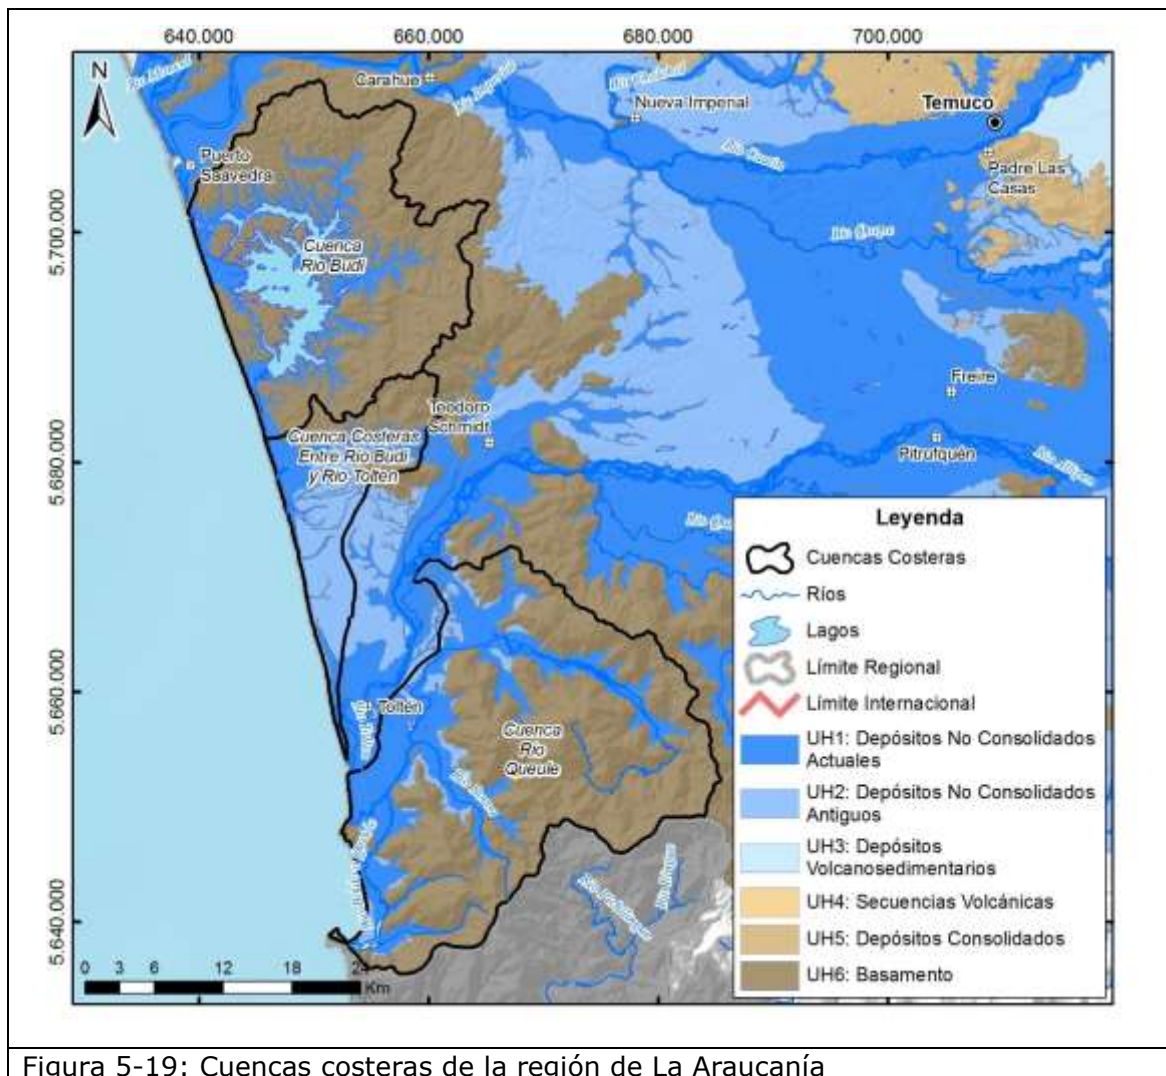 640.000 660.000 680.000 700.000
5.700.000
5.680.000
5.660.000
5.640.000
N
Carahue
Nueva Imperial
Temuco
Puerto
Saavedra
Padre Las
Casas
Cuenca
Río Budi
Freire
Teodoro
Schmidt
Cuenca Costeras
Entre Río Budi
y Río Toltén
Pitrufquén
Toltén
Cuenca
Río
Queule
0 3 6 12 18 24
Km
Leyenda
Cuencas Costeras
Ríos
Lagos
Límite Regional
Límite Internacional
UH1: Depósitos No Consolidados
Actuales
UH2: Depósitos No Consolidados
Antiguos
UH3: Depósitos
Volcanosedimentarios
UH4: Secuencias Volcánicas
UH5: Depósitos Consolidados
UH6: Basamento
Figura 5-19: Cuencas costeras de la región de La Araucanía